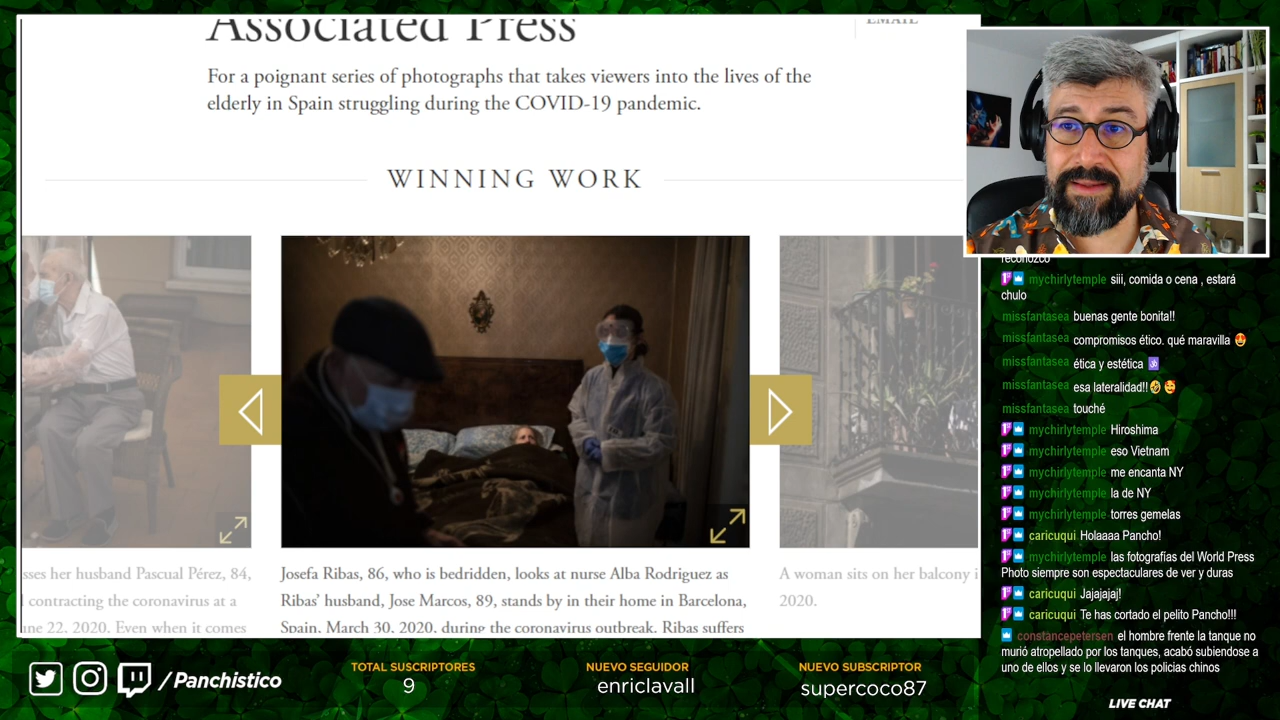 Associated Press
EMAIL
For a poignant series of photographs that takes viewers into the lives of the
elderly in Spain struggling during the COVID-19 pandemic.
WINNING WORK
sses her husband Pascual Pérez, 84,
l contracting the coronavirus at a
une 22, 2020. Even when it comes
Josefa Ribas, 86, who is bedridden, looks at nurse Alba Rodriguez as
Ribas' husband, Jose Marcos, 89, stands by in their home in Barcelona,
Spain, March 30, 2020, during the coronavirus outbreak. Ribas suffers
A woman sits on her balcony i
2020.
reconozco
mychirlytemple siii, comida o cena , estará
chulo
missfantasea buenas gente bonita!!
missfantasea compromisos ético. qué maravilla
missfantasea ética y estética
missfantasea esa lateralidad!!
missfantasea touché
mychirlytemple Hiroshima
mychirlytemple eso Vietnam
mychirlytemple me encanta NY
mychirlytemple la de NY
mychirlytemple torres gemelas
caricuqui Holaaaa Pancho!
mychirlytemple las fotografías del World Press
Photo siempre son espectaculares de ver y duras
caricuqui Jajajajaj!
caricuqui Te has cortado el pelito Pancho!!!
constancepetersen el hombre frente la tanque no
murió atropellado por los tanques, acabó subiendose a
uno de ellos y se lo llevaron los policias chinos
LIVE CHAT
/Panchistico
TOTAL SUSCRIPTORES
9
NUEVO SEGUIDOR
enriclavall
NUEVO SUBSCRIPTOR
supercoco87